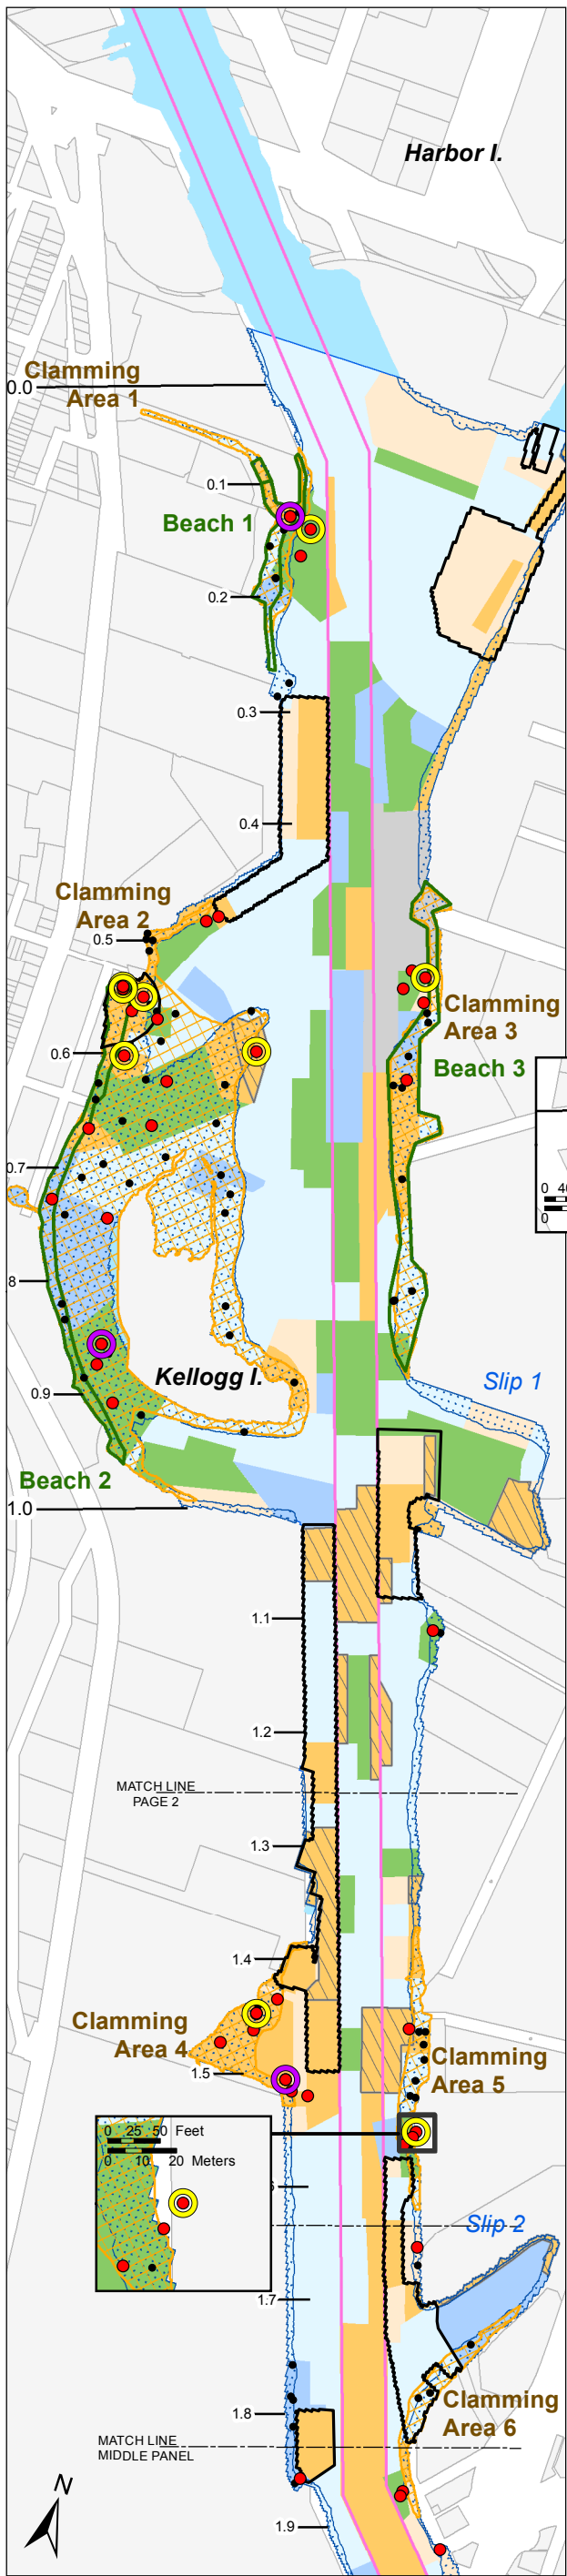 Harbor I.
Clamming
Area 1
0.0
0.1
Beach 1
0.2
0.3
0.4
Clamming
Area 2
0.5
Clamming
Area 3
0.6
Beach 3
0.7
0 40
0
8
Kellogg I.
Slip 1
0.9
Beach 2
1.0
1.1
1.2
MATCH LINE
PAGE 2
1.3
1.4
Clamming
Area 4
Clamming
Area 5
1.5
0 25 50 Feet
0 10 20 Meters
6
Slip 2
1.7
Clamming
Area 6
1.8
MATCH LINE
MIDDLE PANEL
N
1.9